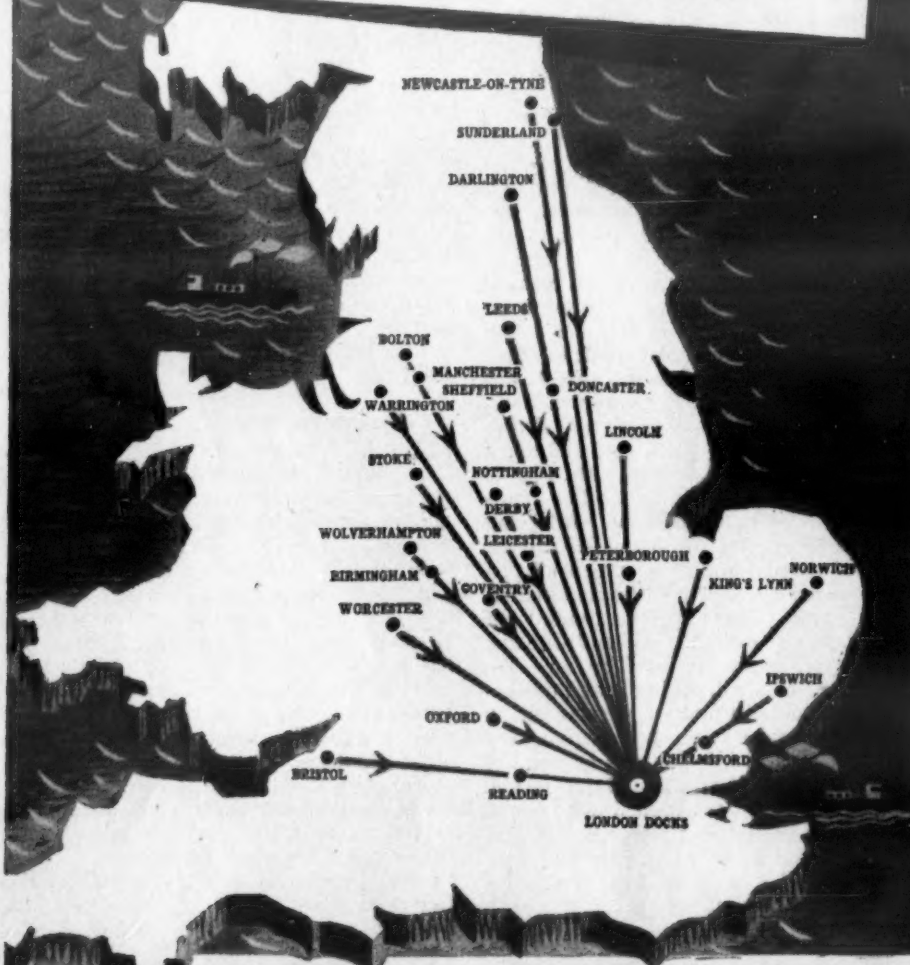 NEWCASTLE-ON-TYNE
SUNDERLAND
DARLINGTON
LEEDS
BOLTON
MANCHESTER
SHEFFIELD
DONCASTER
WARRINGTON
LINCOLN
STOKE
NOTTINGHAM
DERBY
WOLVERHAMPTON
LEICESTER
PETERBOROUGH
BIRMINGHAM
COVENTRY
KING'S LYNN
NORWICH
WORCESTER
IPSWICH
OXFORD
CHELMSFORD
BRISTOL
READING
LONDON DOCKS